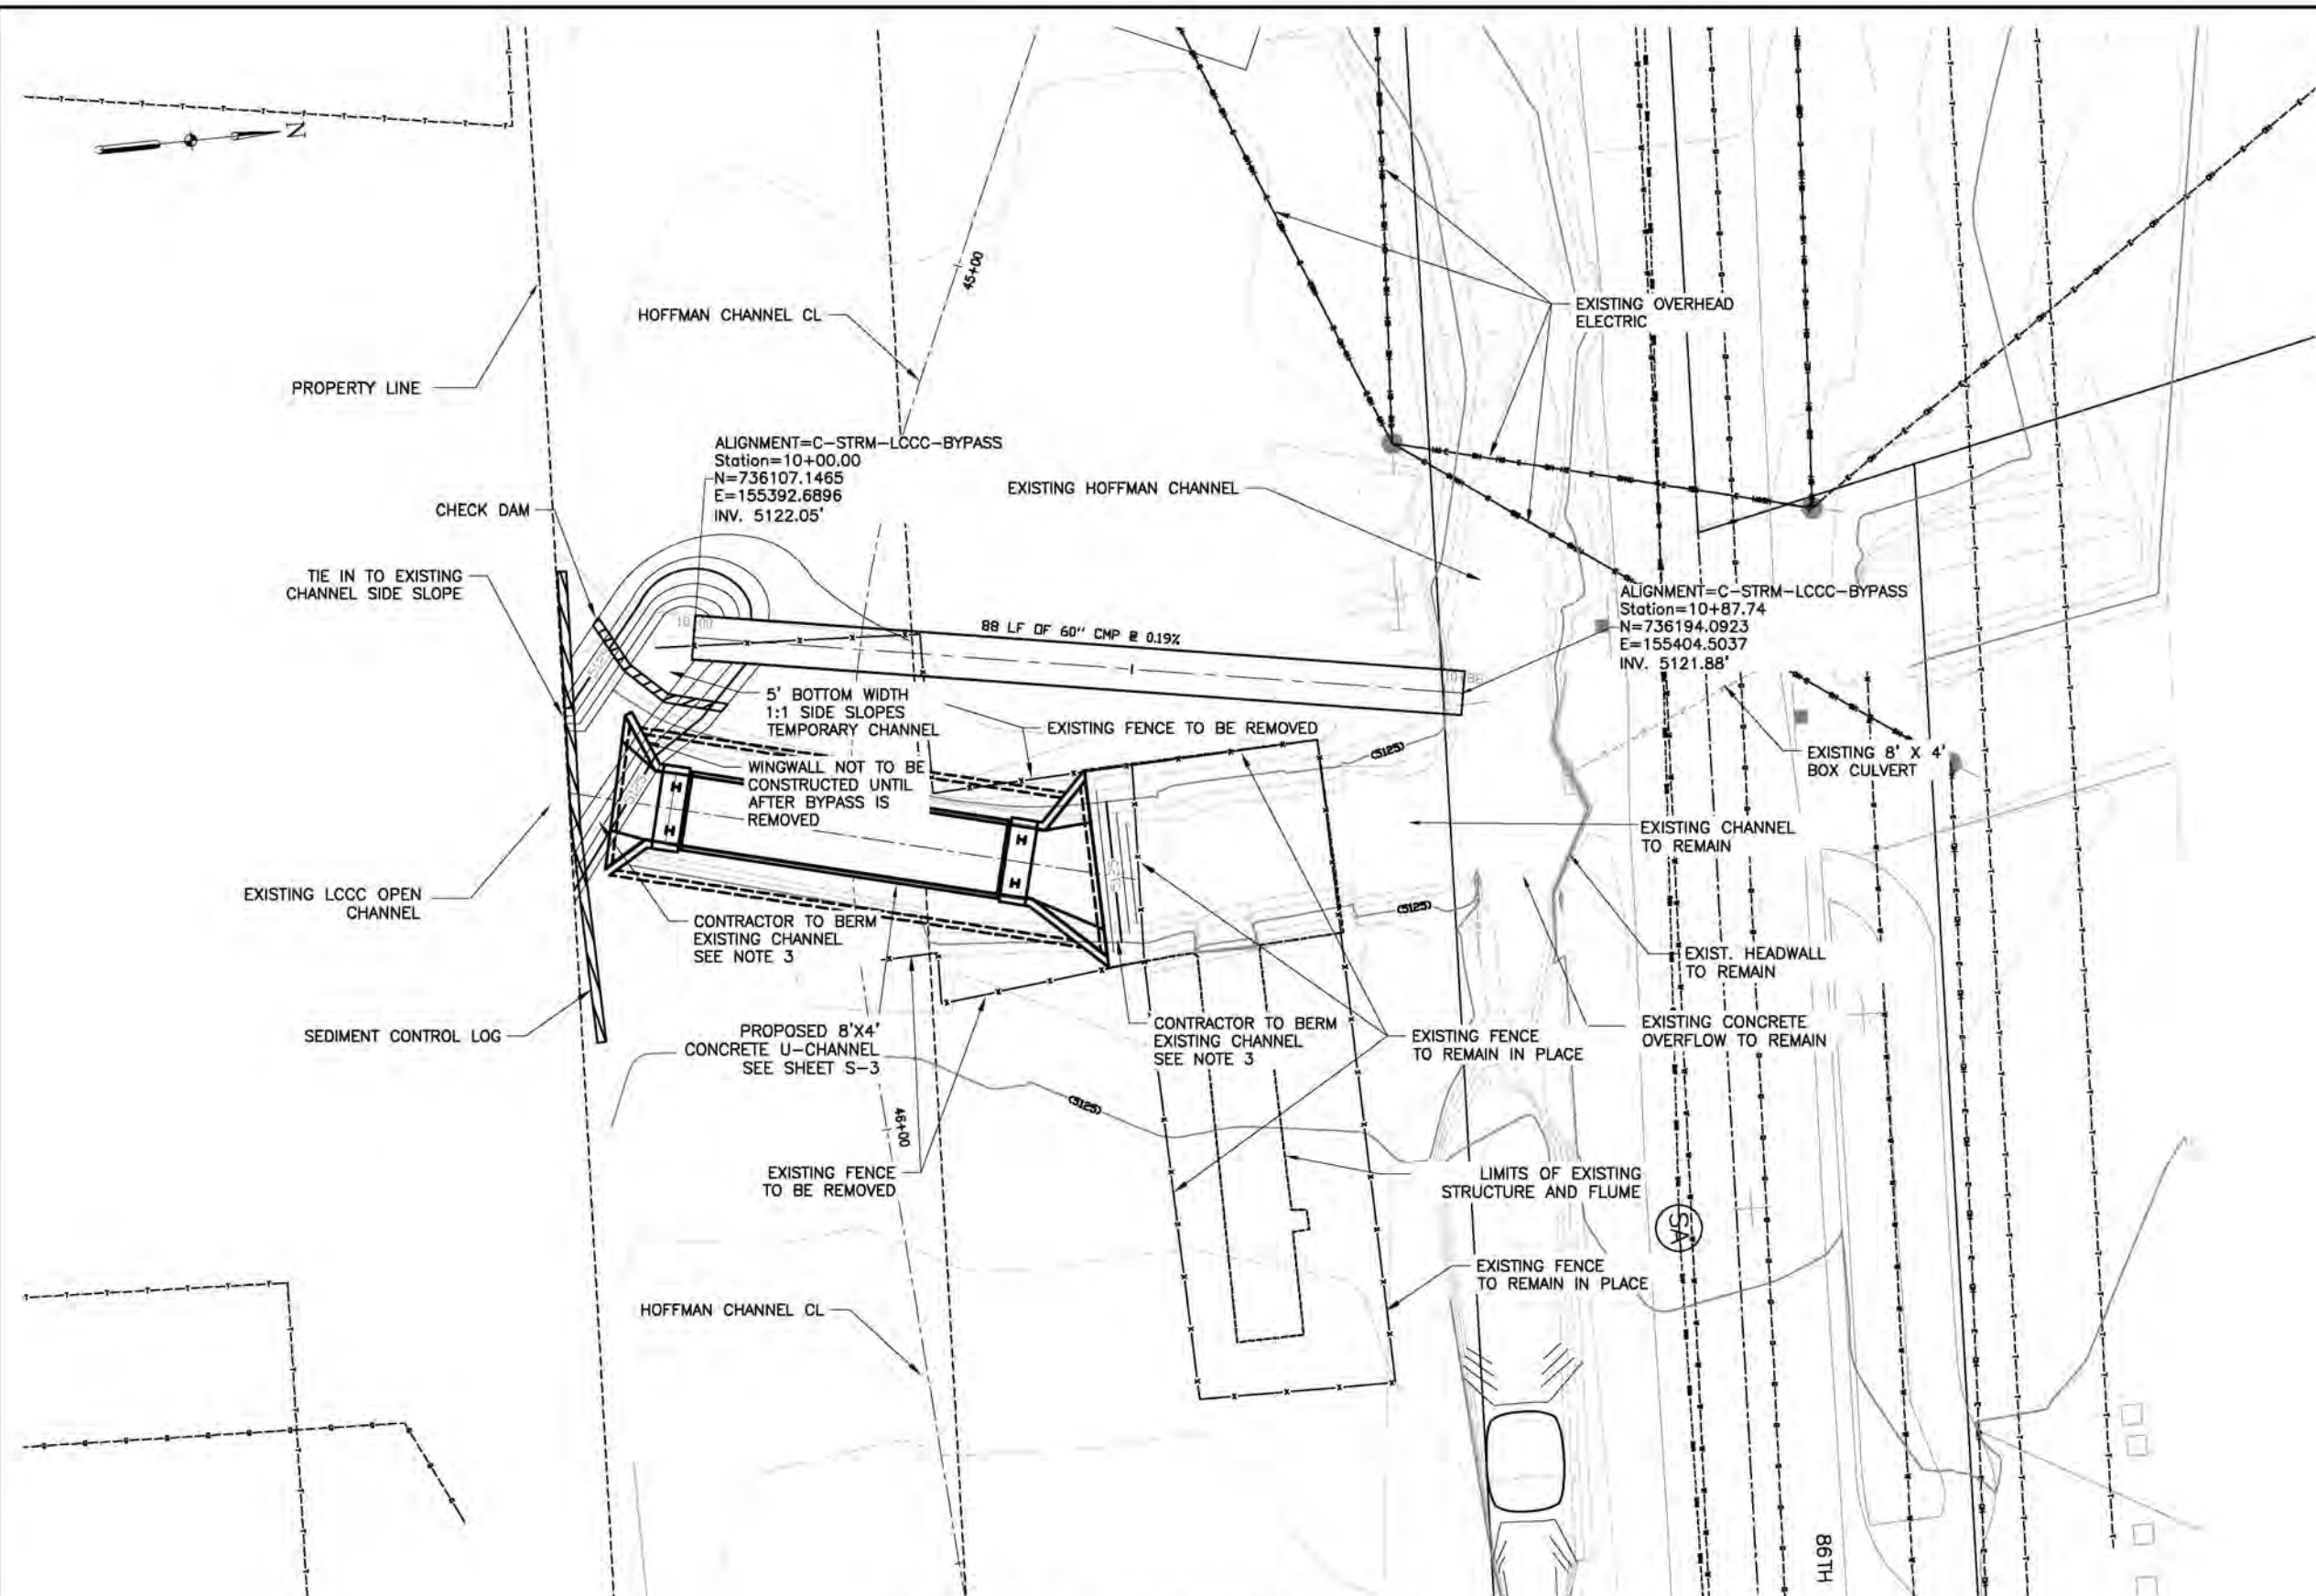 N
45+00
HOFFMAN CHANNEL CL
EXISTING OVERHEAD
ELECTRIC
PROPERTY LINE
ALIGNMENT=C-STRM-LCCC-BYPASS
Station=10+00.00
N=736107.1465
E=155392.6896
INV. 5122.05'
EXISTING HOFFMAN CHANNEL
CHECK DAM
TIE IN TO EXISTING
CHANNEL SIDE SLOPE
ALIGNMENT=C-STRM-LCCC-BYPASS
Station=10+87.74
N=736194.0923
E=155404.5037
INV. 5121.88'
88 LF OF 60" CMP @ 0.19%
10+00
10+88
5125
5' BOTTOM WIDTH
1:1 SIDE SLOPES
TEMPORARY CHANNEL
EXISTING FENCE TO BE REMOVED
(5125)
EXISTING 8' X 4'
BOX CULVERT
WINGWALL NOT TO BE
CONSTRUCTED UNTIL
AFTER BYPASS IS
REMOVED
5125
H
H
H
H
5125
EXISTING CHANNEL
TO REMAIN
EXISTING LCCC OPEN
CHANNEL
(5125)
CONTRACTOR TO BERM
EXISTING CHANNEL
SEE NOTE 3
EXIST. HEADWALL
TO REMAIN
SEDIMENT CONTROL LOG
PROPOSED 8'X4'
CONCRETE U-CHANNEL
SEE SHEET S-3
CONTRACTOR TO BERM
EXISTING CHANNEL
SEE NOTE 3
EXISTING FENCE
TO REMAIN IN PLACE
EXISTING CONCRETE
OVERFLOW TO REMAIN
(5125)
46+00
EXISTING FENCE
TO BE REMOVED
LIMITS OF EXISTING
STRUCTURE AND FLUME
SA
EXISTING FENCE
TO REMAIN IN PLACE
HOFFMAN CHANNEL CL
86TH